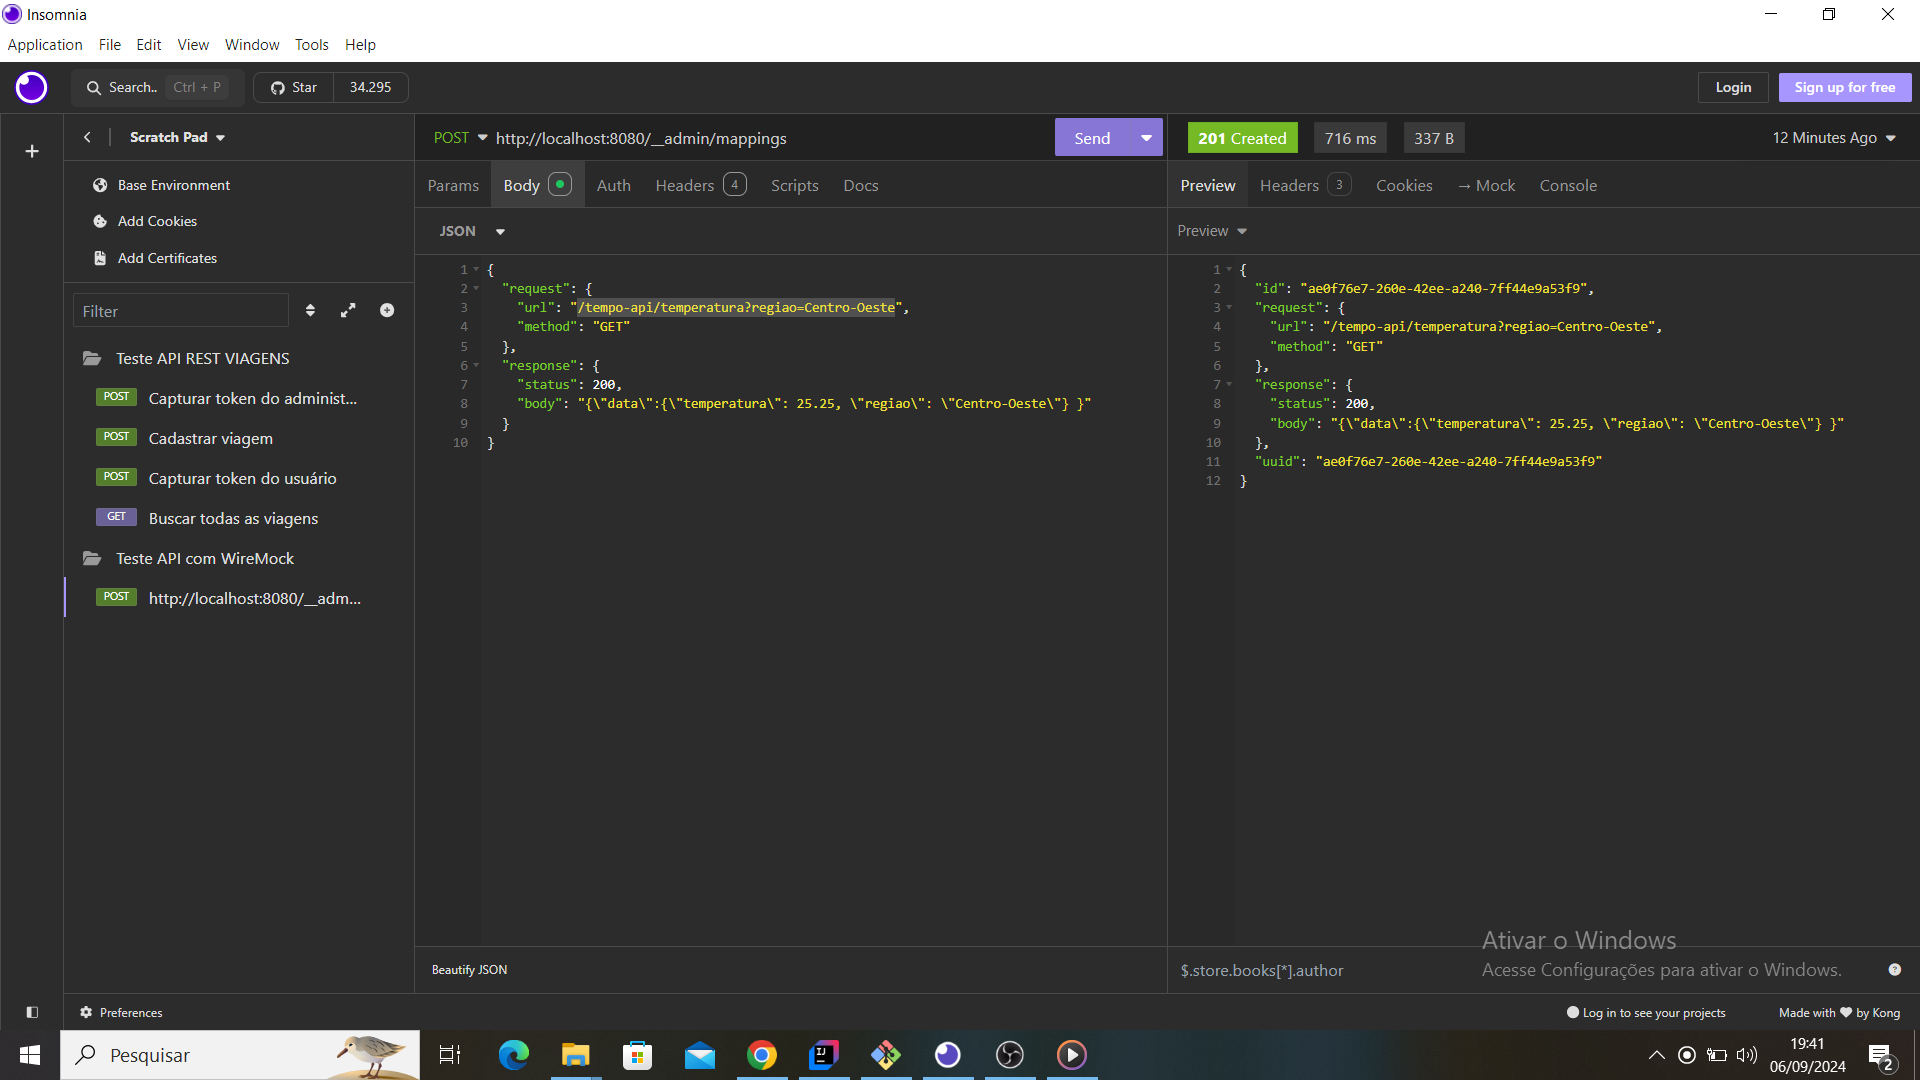 Insomnia
Application File Edit View Window Tools Help
Search.. Ctrl + P Star 34.295 Login Sign up for free
Scratch Pad
Base Environment
Add Cookies
Add Certificates
Filter
Teste API REST VIAGENS
POST Capturar token do administ...
POST Cadastrar viagem
POST Capturar token do usuário
GET Buscar todas as viagens
Teste API com WireMock
POST http://localhost:8080/__adm...
POST http://localhost:8080/__admin/mappings Send
Params Body Auth Headers 4 Scripts Docs
JSON
1 {
2 "request": {
3 "url": "/tempo-api/temperatura?regiao=Centro-Oeste",
4 "method": "GET"
5 },
6 "response": {
7 "status": 200,
8 "body": "{\"data\":{\"temperatura\": 25.25, \"regiao\": \"Centro-Oeste\"} }"
9 }
10 }
Beautify JSON
201 Created 716 ms 337 B 12 Minutes Ago
Preview Headers 3 Cookies → Mock Console
Preview
1 {
2 "id": "ae0f76e7-260e-42ee-a240-7ff44e9a53f9",
3 "request": {
4 "url": "/tempo-api/temperatura?regiao=Centro-Oeste",
5 "method": "GET"
6 },
7 "response": {
8 "status": 200,
9 "body": "{\"data\":{\"temperatura\": 25.25, \"regiao\": \"Centro-Oeste\"} }"
10 },
11 "uuid": "ae0f76e7-260e-42ee-a240-7ff44e9a53f9"
12 }
Ativar o Windows
Acesse Configurações para ativar o Windows.
$.store.books[*].author
Preferences Log in to see your projects Made with ♥ by Kong
Pesquisar
IJ
19:41
06/09/2024
2